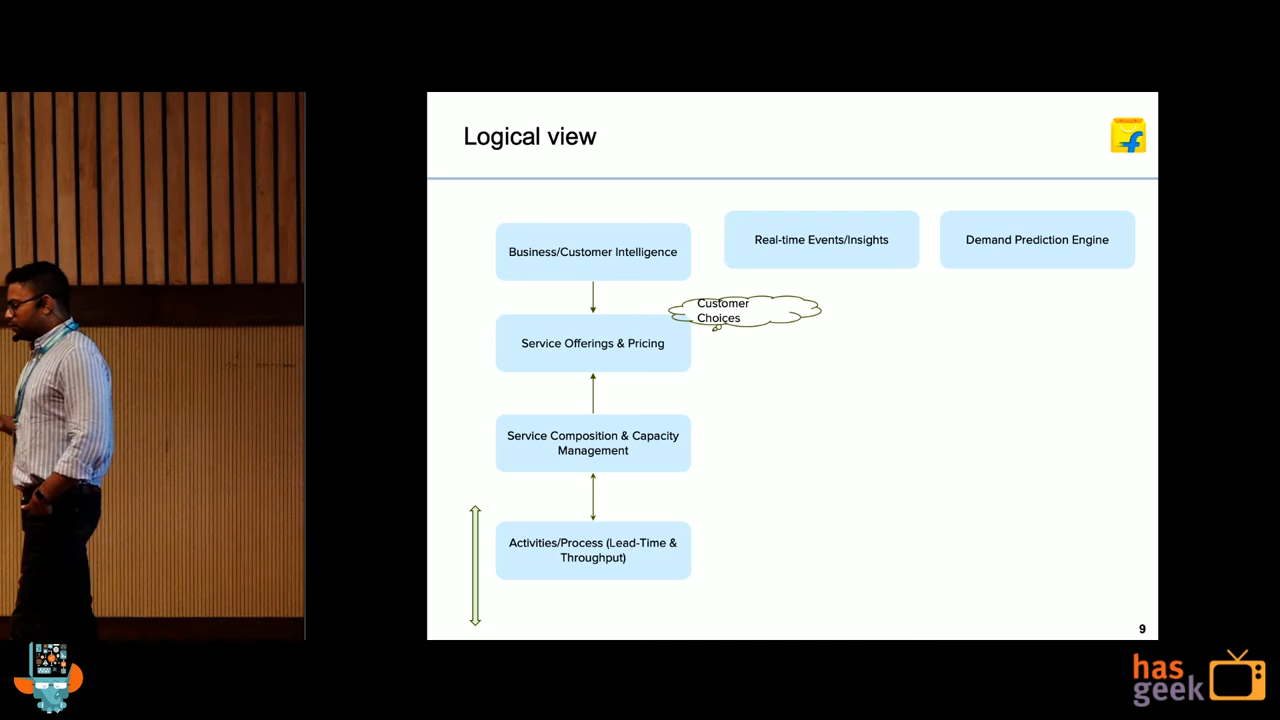 Logical view
Business/Customer Intelligence
Real-time Events/Insights
Demand Prediction Engine
Customer
Choices
Service Offerings & Pricing
Service Composition & Capacity
Management
Activities/Process (Lead-Time &
Throughput)
9
has
geek